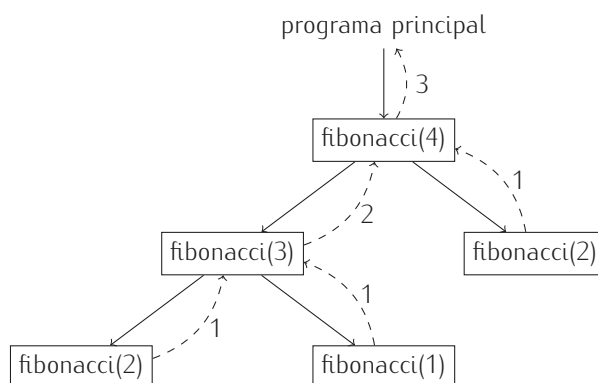 programa principal
3
fibonacci(4)
1
2
fibonacci(3)
fibonacci(2)
1
1
fibonacci(2)
fibonacci(1)